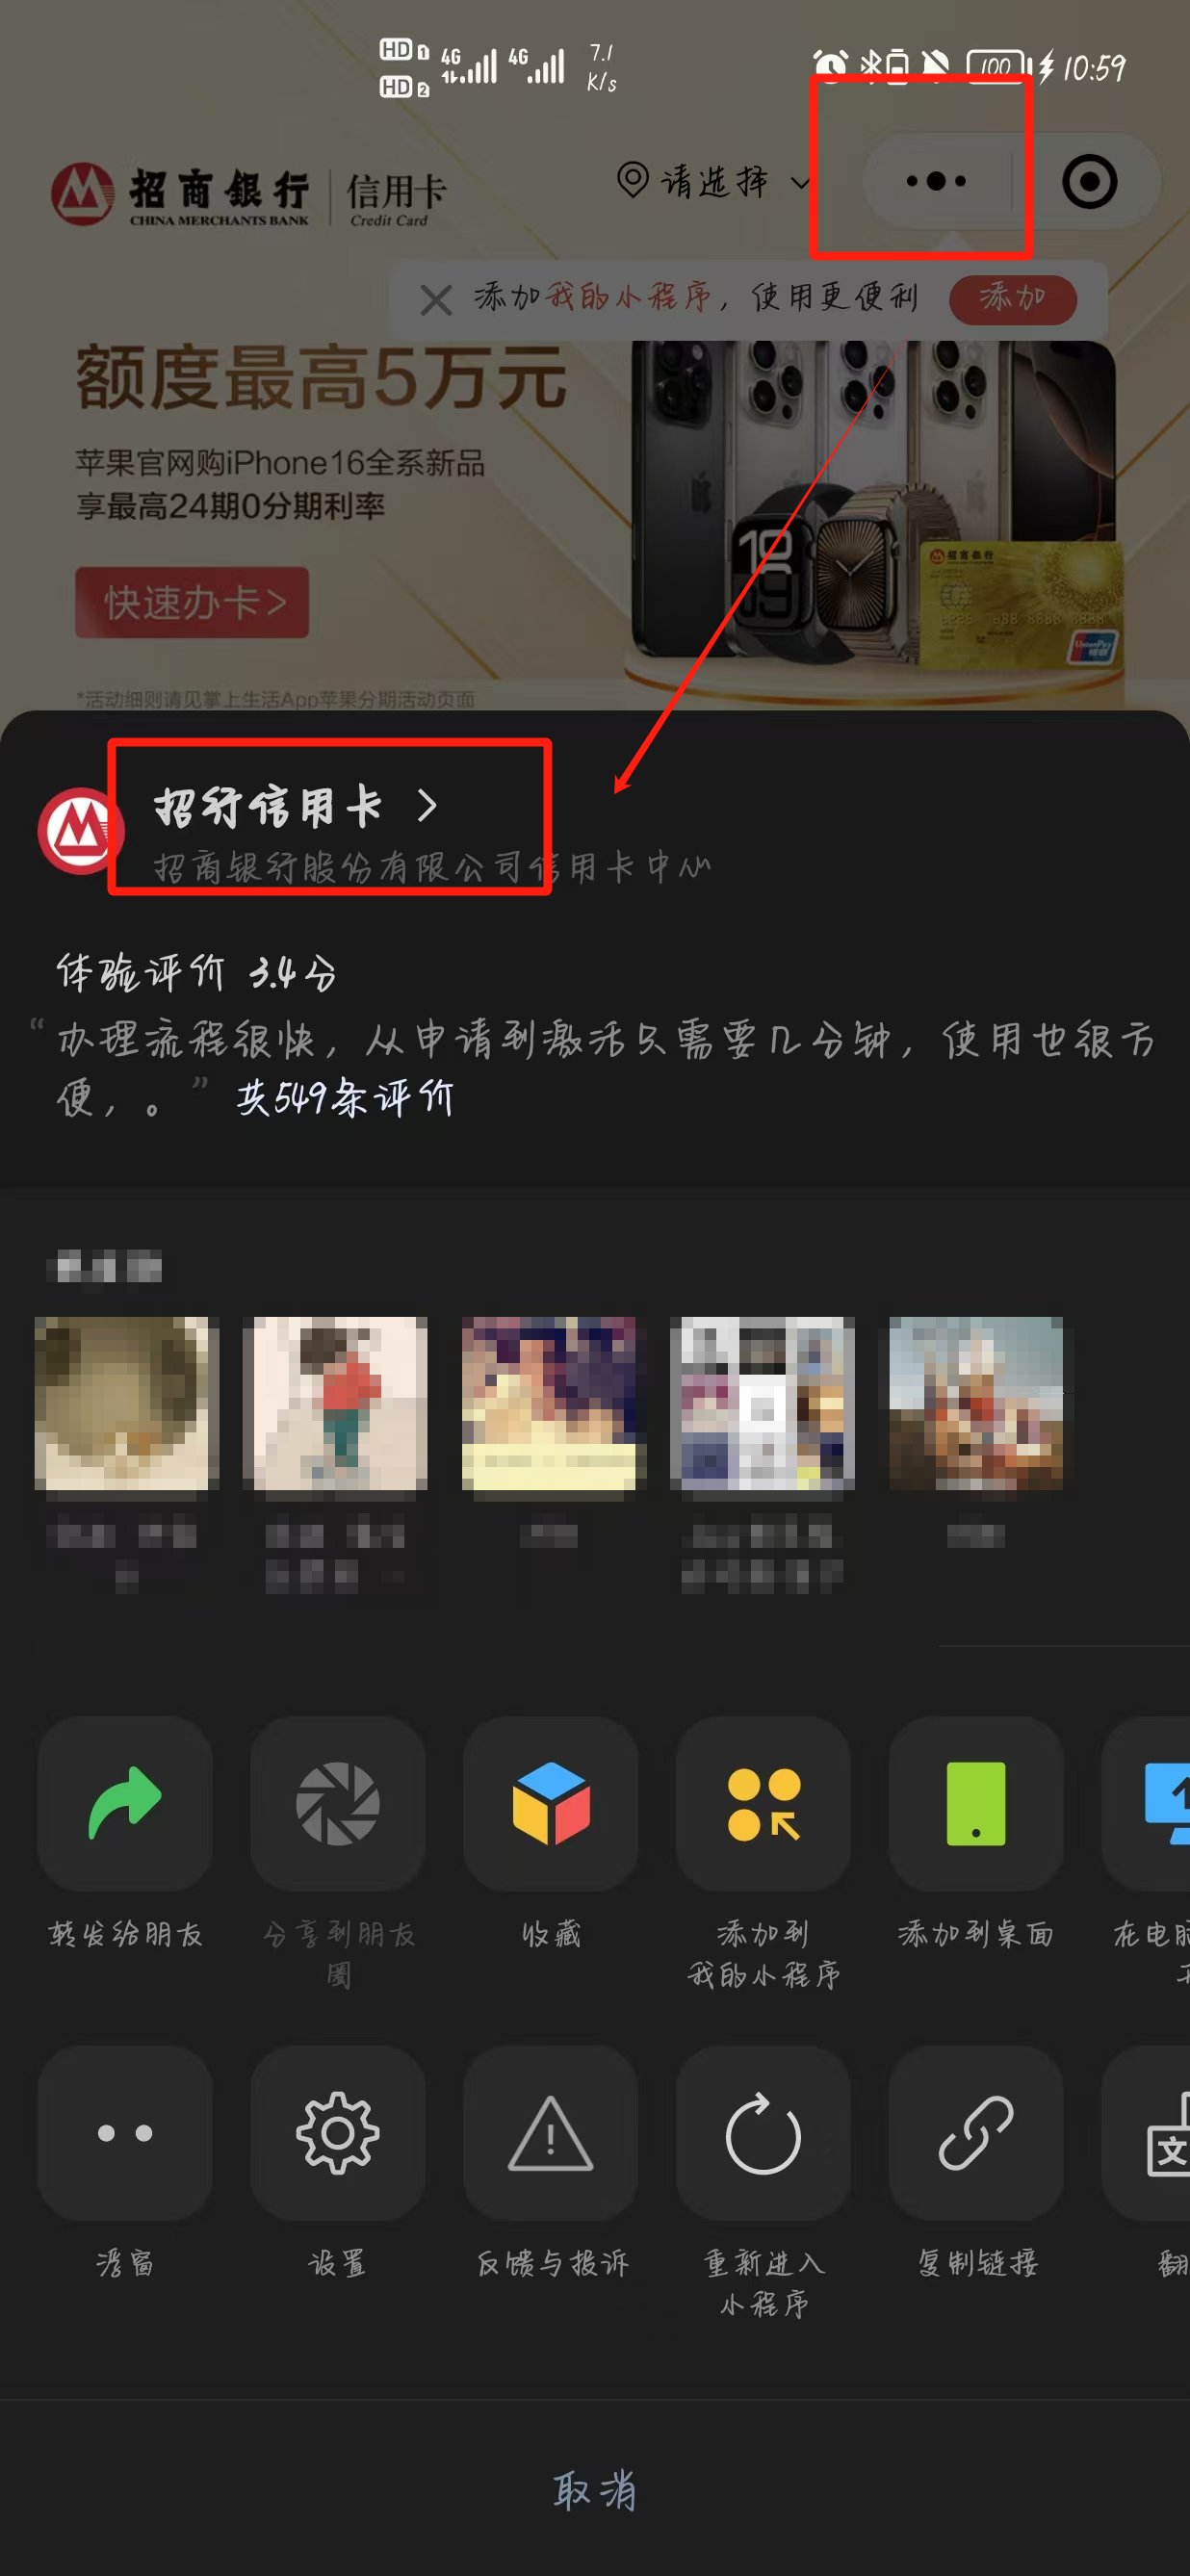 HD 1 4G 4G 7.1 100 10:59
HD 2 K/s
招商銀行 信用卡 请选择
CHINA MERCHANTS BANK Credit Card
添加我的小程序，使用更便利 添加
额度最高5万元
苹果官网购iPhone16全系新品
享最高24期0分期利率
快速办卡>
招商銀行
UnionPay
银联
*活动细则请见掌上生活App苹果分期活动页面
招行信用卡 >
招商银行股份有限公司信用卡中心
体验评价 3.4分
“办理流程很快，从申请到激活只需要几分钟，使用也很方
便，。” 共549条评价
转发给朋友 分享到朋友 收藏 添加到 添加到桌面 在电脑
圈 我的小程序
浮窗 设置 反馈与投诉 重新进入 复制链接 翻
小程序
取消